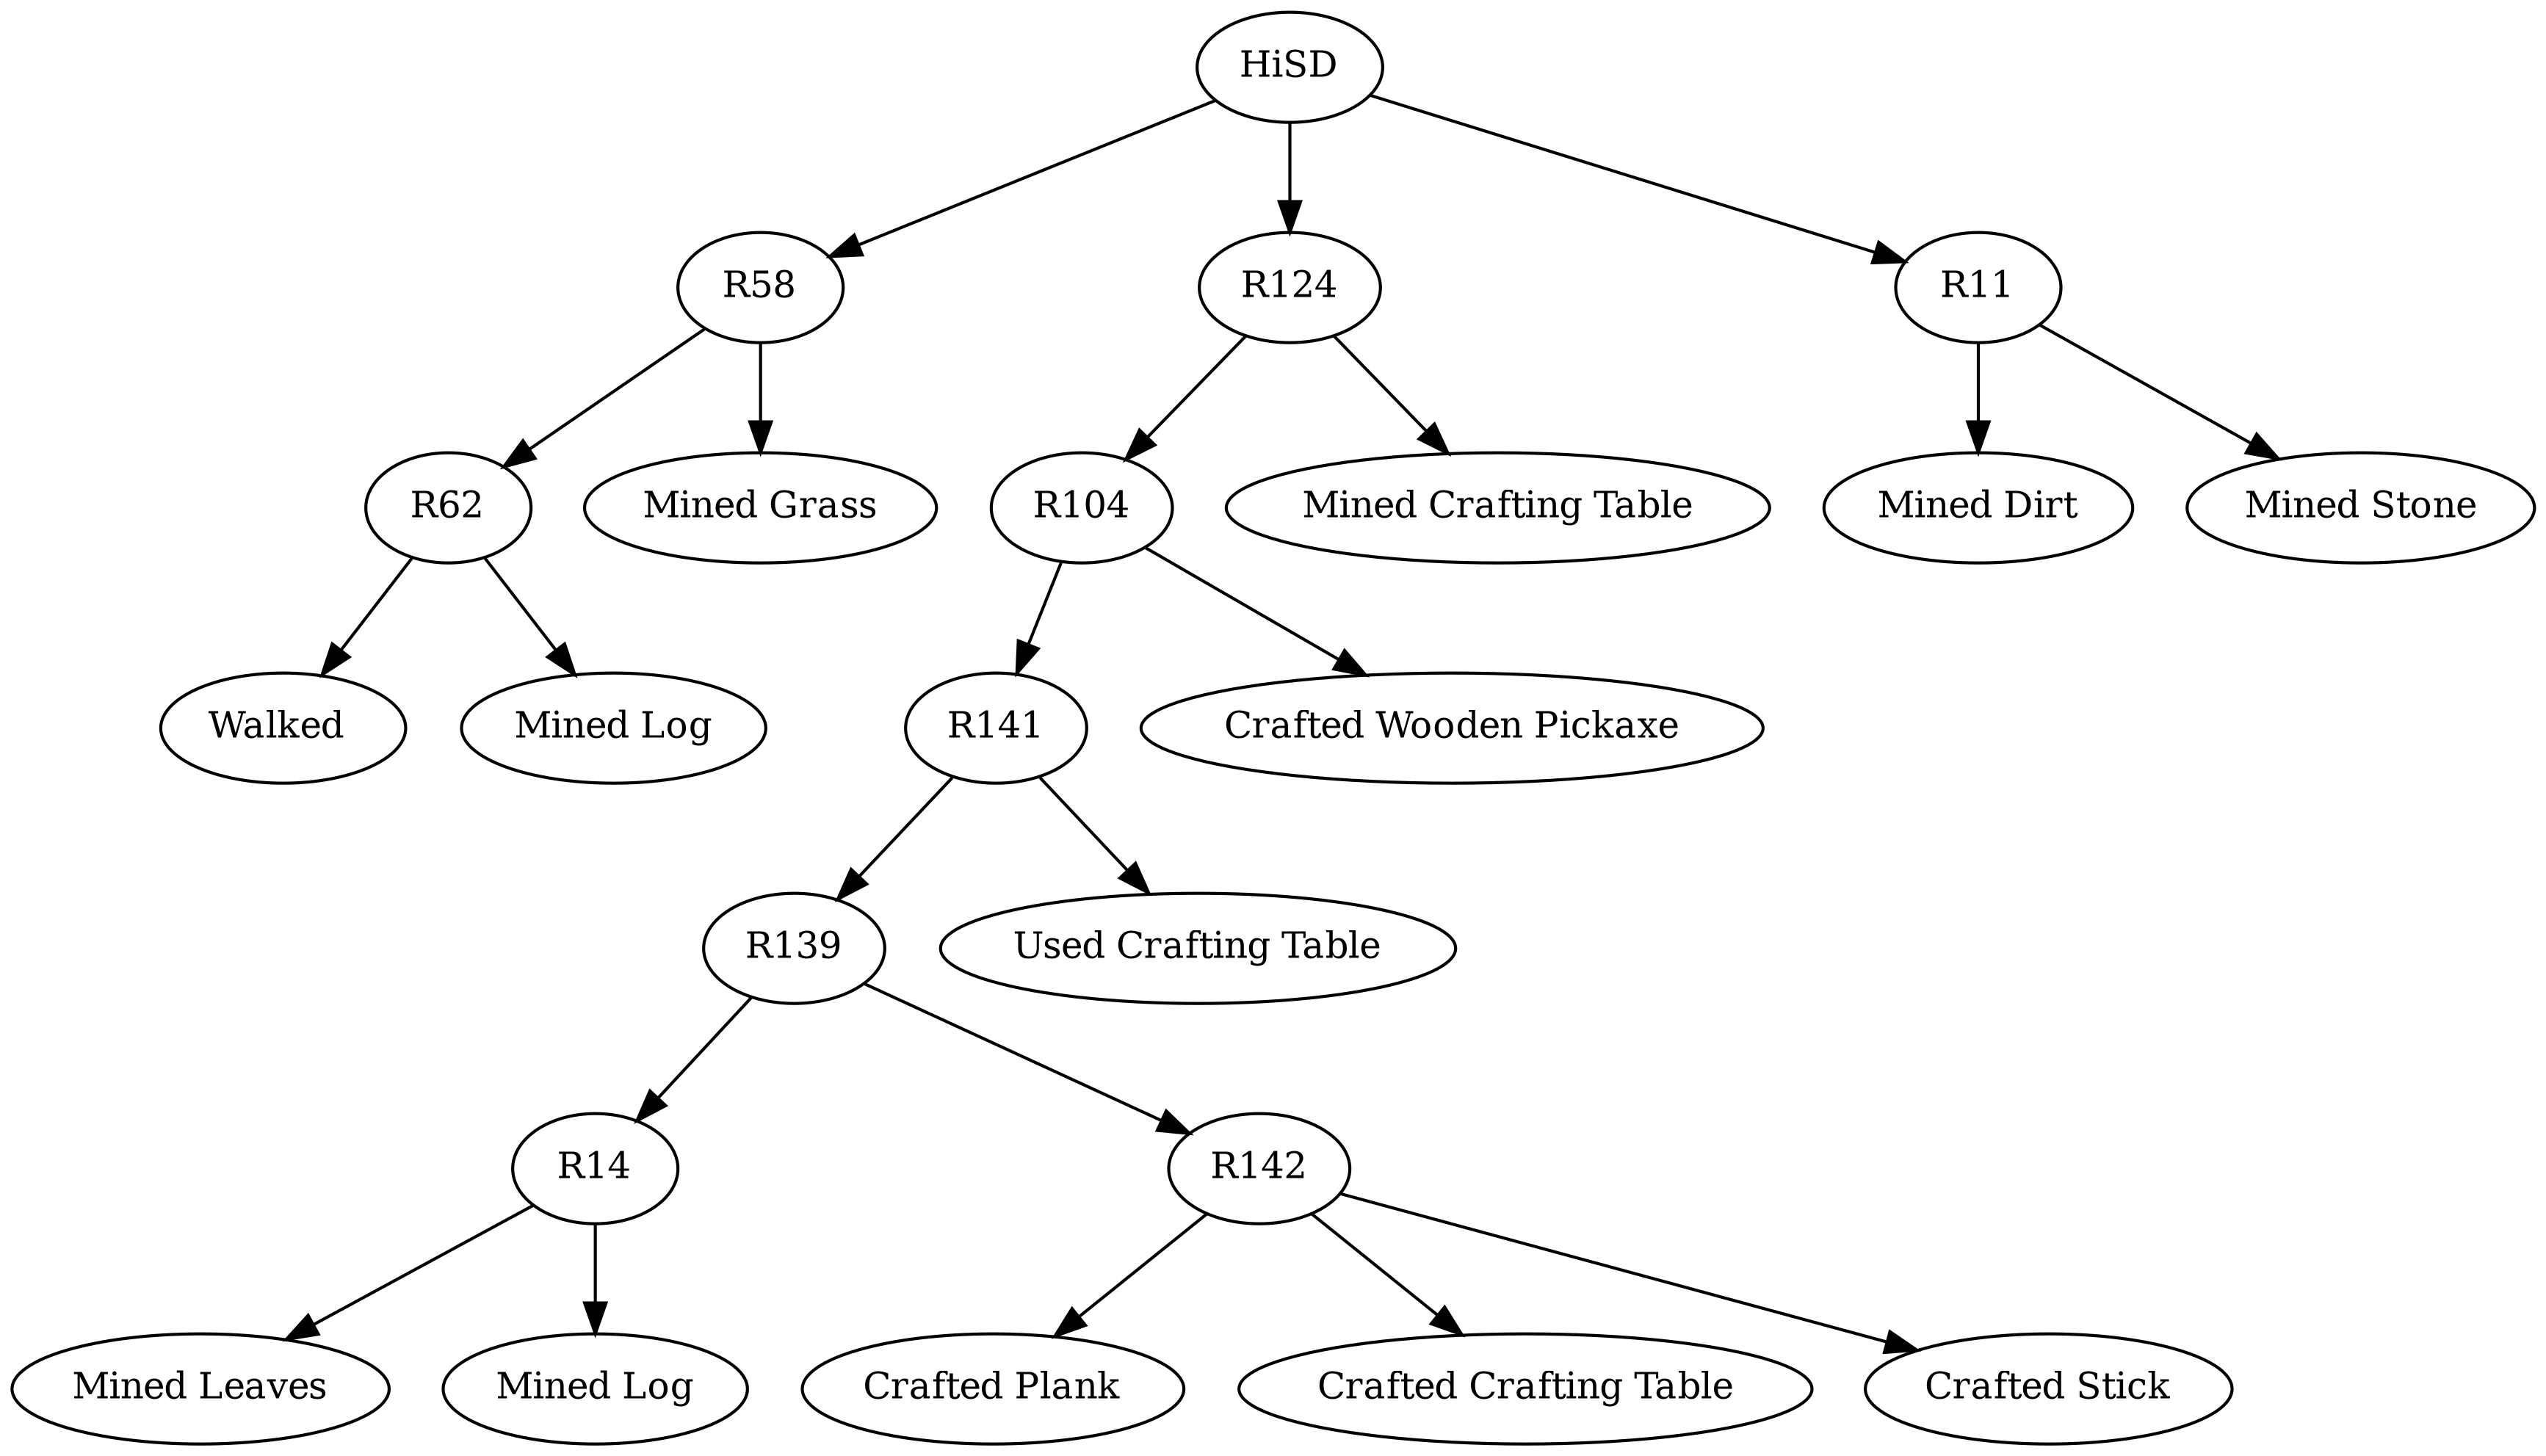 HiSD
R58
R124
R11
R62
Mined Grass
R104
Mined Crafting Table
Mined Dirt
Mined Stone
Walked
Mined Log
R141
Crafted Wooden Pickaxe
R139
Used Crafting Table
R14
R142
Mined Leaves
Mined Log
Crafted Plank
Crafted Crafting Table
Crafted Stick